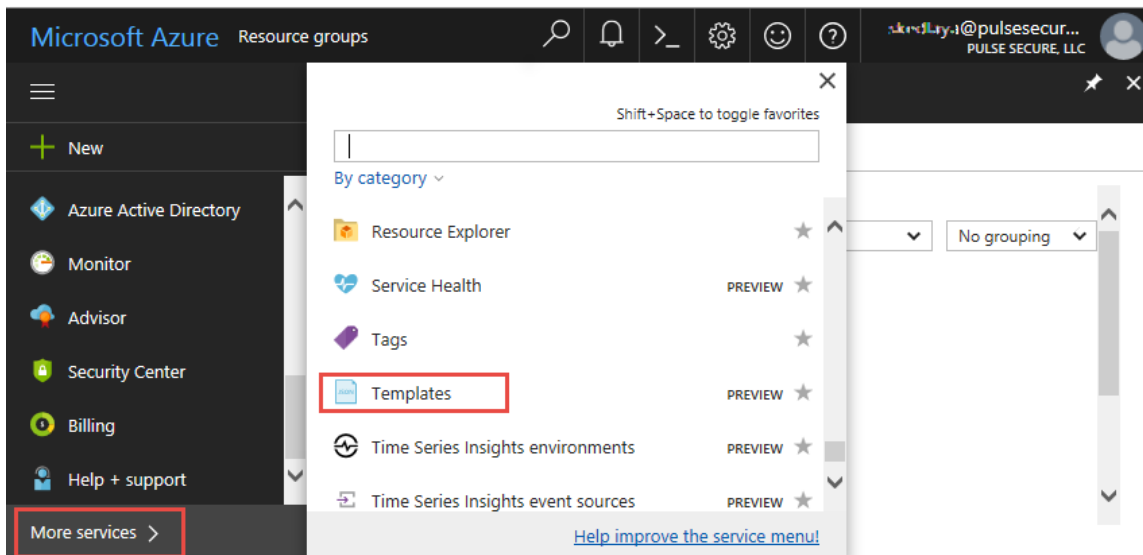 Microsoft Azure Resource groups
@pulsesecur...
PULSE SECURE, LLC
Shift+Space to toggle favorites
New
By category
Azure Active Directory
Monitor
Advisor
Security Center
Billing
Help + support
More services
Resource Explorer
Service Health PREVIEW
Tags
Templates PREVIEW
Time Series Insights environments PREVIEW
Time Series Insights event sources PREVIEW
Help improve the service menu!
No grouping